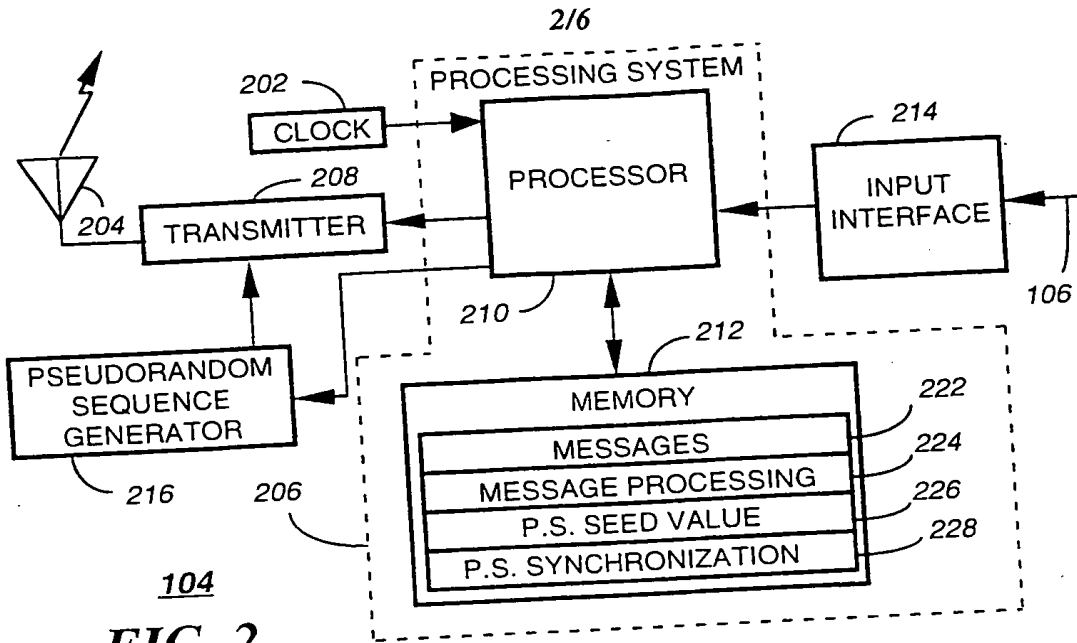 2/6
PROCESSING SYSTEM
202
CLOCK
PROCESSOR
214
INPUT
INTERFACE
204
208
TRANSMITTER
106
210
212
PSEUDORANDOM
SEQUENCE
GENERATOR
216
206
MEMORY
MESSAGES
222
MESSAGE PROCESSING
224
P.S. SEED VALUE
226
P.S. SYNCHRONIZATION
228
104
FIG. 2